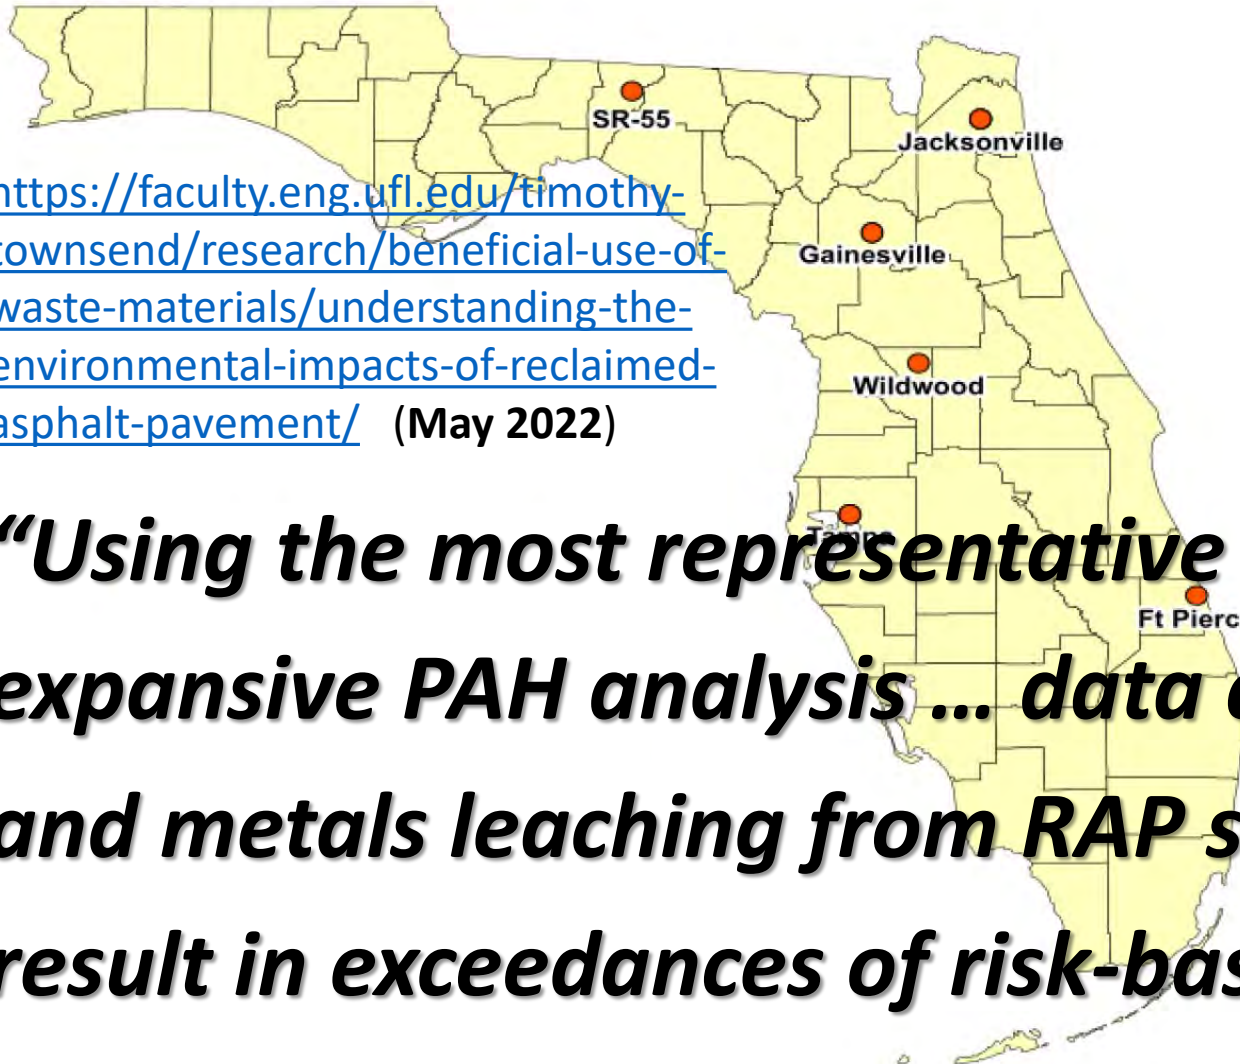 SR-55
Jacksonville
https://faculty.eng.ufl.edu/timothy-
townsend/research/beneficial-use-of-
Gainesville
waste-materials/understanding-the-
environmental-impacts-of-reclaimed-
Wildwood
asphalt-pavement/ (May 2022)
Tampa
“Using the most representative
Ft Pierc
expansive PAH analysis ... data
and metals leaching from RAP s
result in exceedances of risk-bas